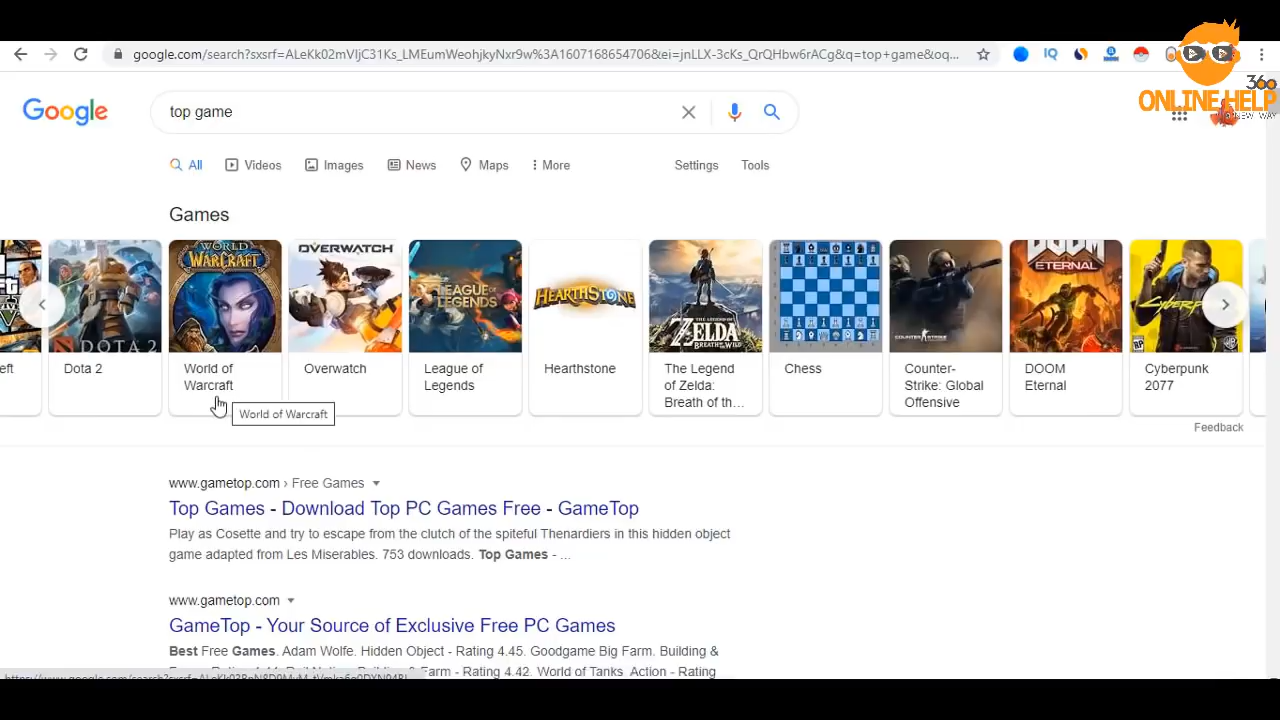 google.com/search?sxsrf=ALeKk02mVIjC31Ks_LMEumWeohjeyNxr9w%3A1607168654706&ei=jnLLX-3cKs_QrQHbw6rACg&q=top+game&oq...
360
ONLINE HELP
NEW WAY
Google
top game
All Videos Images News Maps More Settings Tools
Games
WORLD
WARCRAFT
OVERWATCH
LEAGUE OF
LEGENDS
HEARTHSTONE
ZELDA
BREATH OF THE WILD
DOTA 2
COUNTER-STRIKE
DOOM
ETERNAL
eft
Dota 2
World of
Warcraft
Overwatch
League of
Legends
Hearthstone
The Legend
of Zelda:
Breath of th...
Chess
Counter-
Strike: Global
Offensive
DOOM
Eternal
Cyberpunk
2077
World of Warcraft
Feedback
www.gametop.com › Free Games
Top Games - Download Top PC Games Free - GameTop
Play as Cosette and try to escape from the clutch of the spiteful Thenardiers in this hidden object
game adapted from Les Miserables. 753 downloads. Top Games - ...
www.gametop.com
GameTop - Your Source of Exclusive Free PC Games
Best Free Games. Adam Wolfe. Hidden Object - Rating 4.45. Goodgame Big Farm. Building &
Farm - Rating 4.42. World of Tanks. Action - Rating